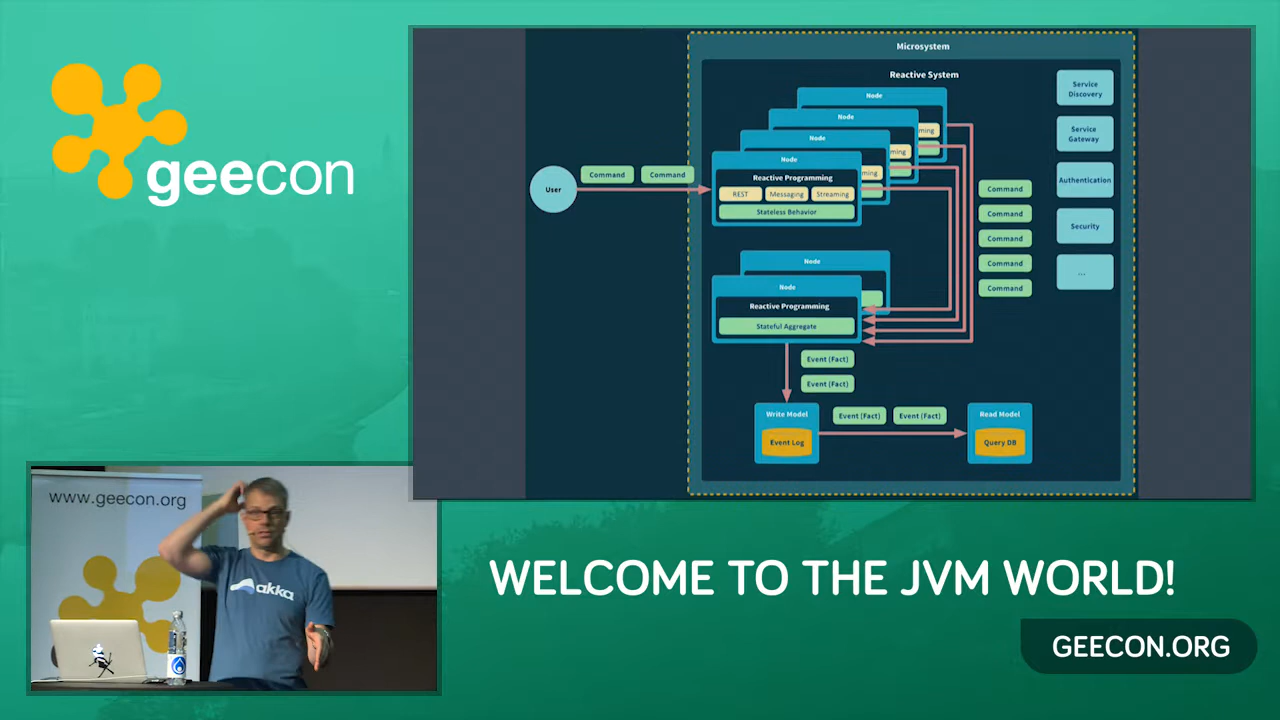 geecon
Microsystem
Reactive System
Node
Node
Node
Node
Reactive Programming
REST
Messaging
Streaming
Stateless Behavior
ming
ming
ming
User
Command
Command
Service
Discovery
Service
Gateway
Authentication
Security
...
Command
Command
Command
Command
Command
Node
Node
Reactive Programming
Stateful Aggregate
Event (Fact)
Event (Fact)
Write Model
Event Log
Event (Fact)
Event (Fact)
Read Model
Query DB
www.geecon.org
akka
WELCOME TO THE JVM WORLD!
GEECON.ORG